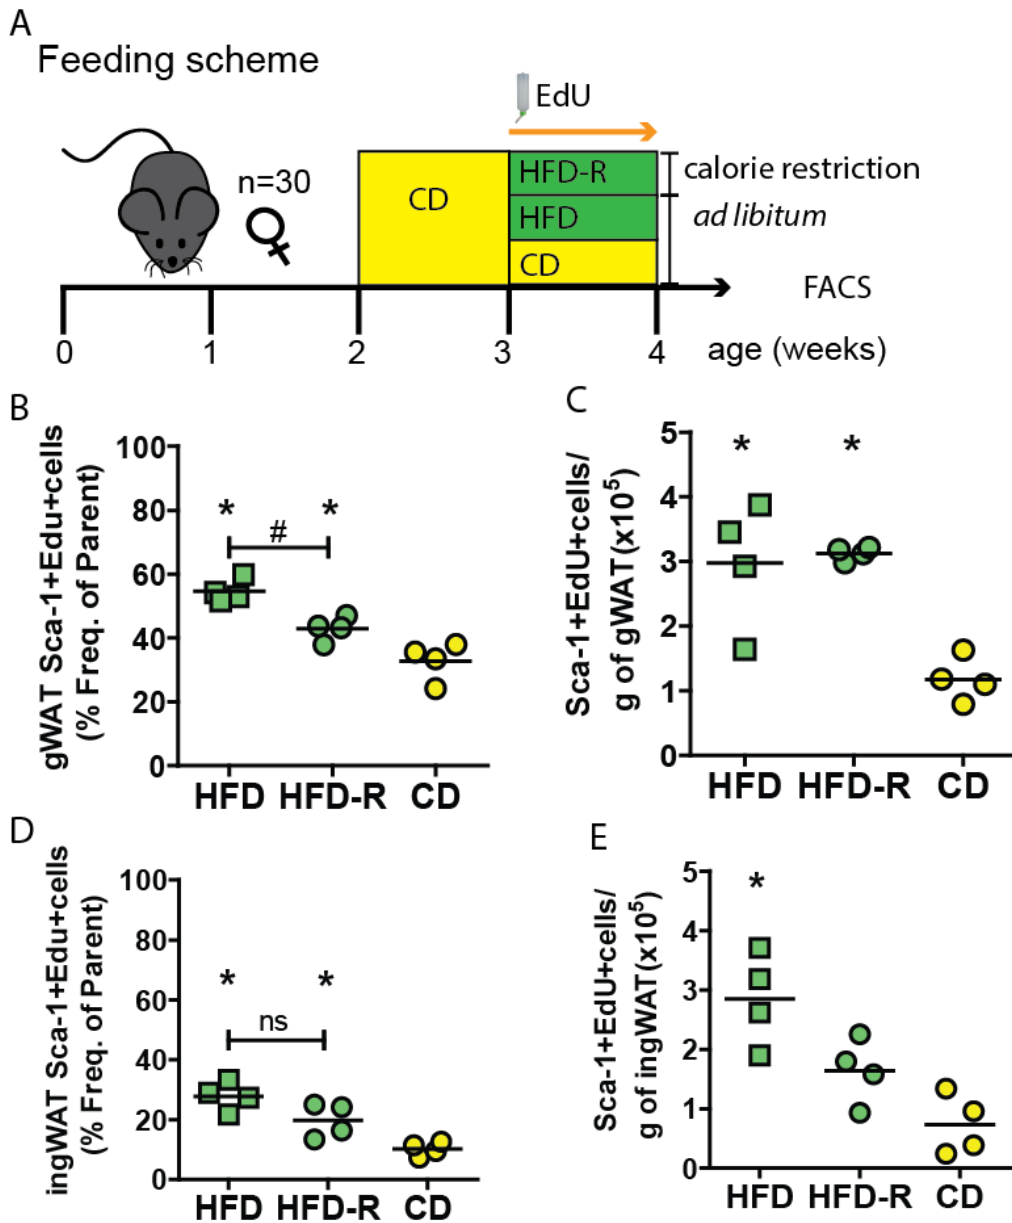 A
Feeding scheme
EdU
n=30
CD
HFD-R
HFD
CD
calorie restriction
ad libitum
FACS
0 1 2 3 4 age (weeks)
B
gWAT Sca-1+Edu+cells
(% Freq. of Parent)
100
80
60
40
20
0
* *
#
HFD HFD-R CD
C
Sca-1+EdU+cells/
g of gWAT(x10⁵)
5
4
3
2
1
0
* *
HFD HFD-R CD
D
ingWAT Sca-1+Edu+cells
(% Freq. of Parent)
100
80
60
40
20
0
* *
ns
HFD HFD-R CD
E
Sca-1+EdU+cells/
g of ingWAT(x10⁵)
5
4
3
2
1
0
*
HFD HFD-R CD